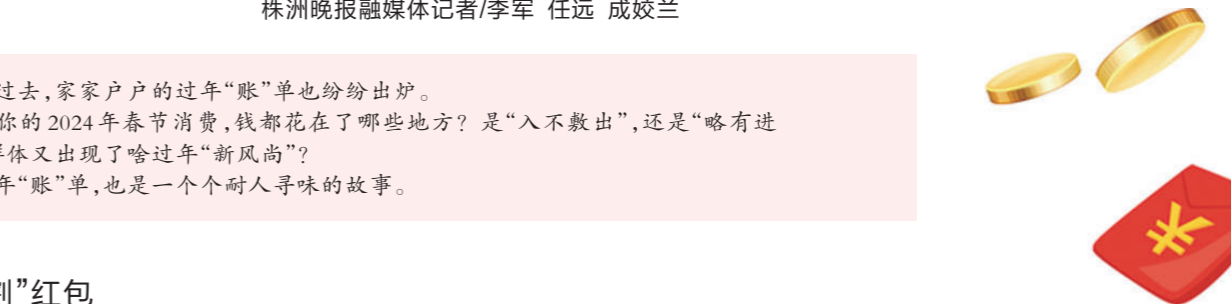 株洲晚报融媒体记者/李军 任远 成姣兰
过去,家家户户的过年“账”单也纷纷出炉。
你的2024年春节消费,钱都花在了哪些地方？是“入不敷出”,还是“略有进
群体又出现了啥过年“新风尚”?
年“账”单,也是一个个耐人寻味的故事。
”红包
¥